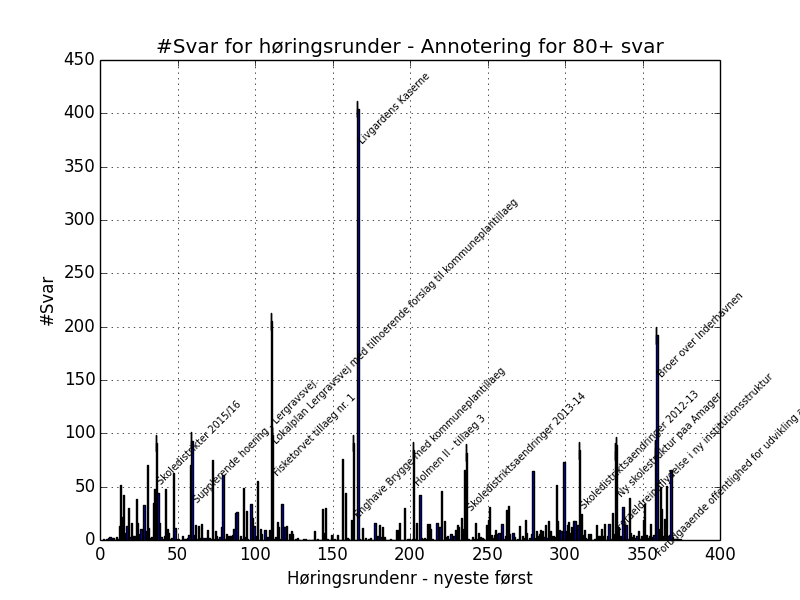 #Svar for høringsrunder - Annotering for 80+ svar
#Svar
450
400
350
300
250
200
150
100
50
0
Skoledistrikter 2015/16
Supplerende hoering - Lergravsvej.
Lokalplan Lergravsvej med tilhoerende forslag til kommuneplantillaeg
Fisketorvet tillaeg nr. 1
Livgardens Kaserne
Enghave Brygge med kommuneplantillaeg
Holmen II - tillaeg 3
Skoledistriktsaendringer 2013-14
Skoledistriktsaendringer 2012-13
Ny skolestruktur paa Amager
indflydelse i ny institutionsstruktur
Broer over Inderhavnen
Forudgaaende offentlighed for udvikling
0 50 100 150 200 250 300 350 400
Høringsrundenr - nyeste først